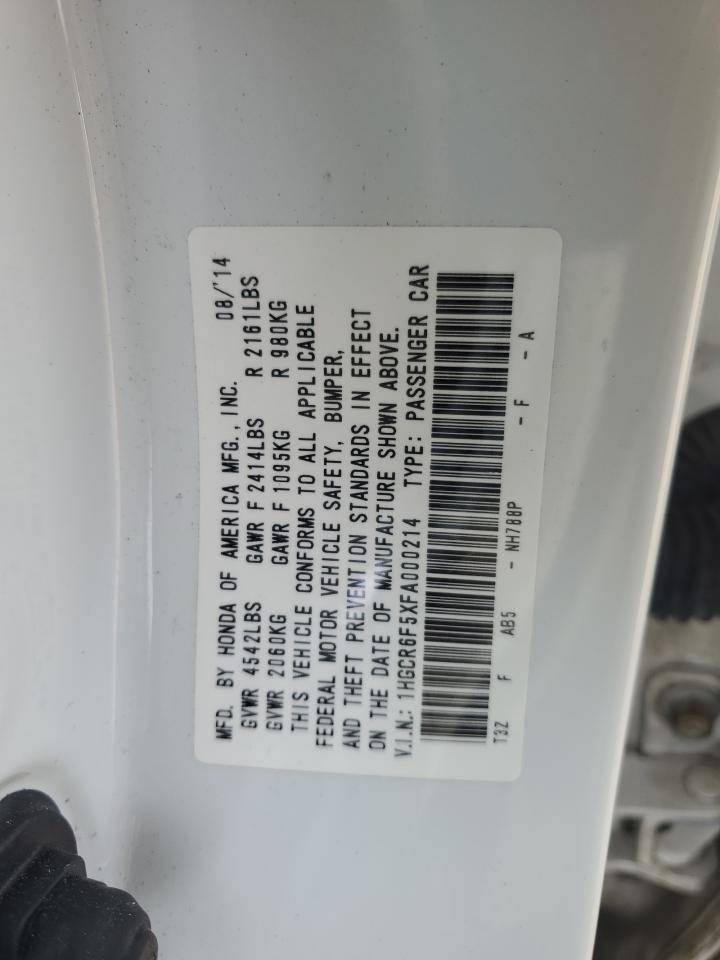 MFD. BY HONDA OF AMERICA MFG., INC. 08/'14
GVWR 4542LBS GAWR F 2414LBS R 2161LBS
GVWR 2060KG GAWR F 1095KG R 980KG
THIS VEHICLE CONFORMS TO ALL APPLICABLE
FEDERAL MOTOR VEHICLE SAFETY, BUMPER,
AND THEFT PREVENTION STANDARDS IN EFFECT
ON THE DATE OF MANUFACTURE SHOWN ABOVE.
V.I.N.: 1HGCR6F5XFA000214 TYPE: PASSENGER CAR
T3Z F AB5 - NH788P - F - A